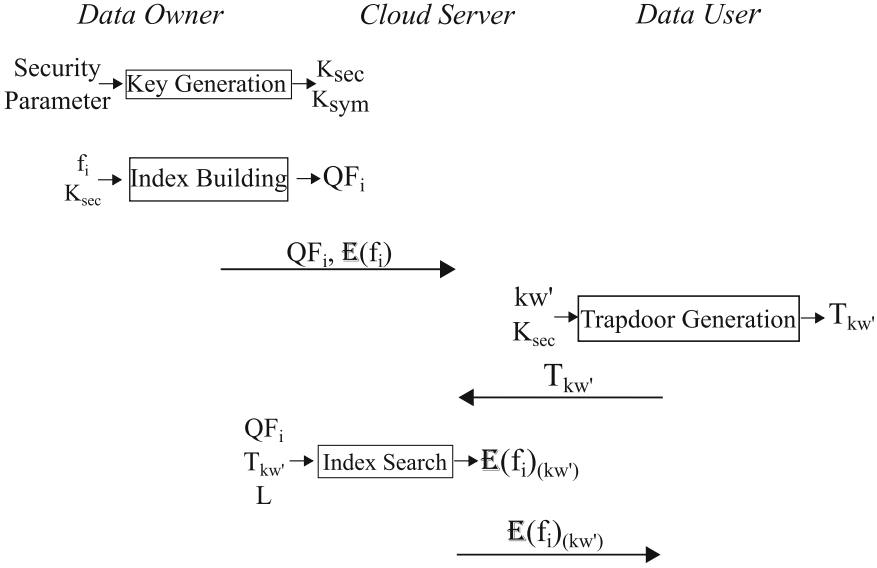 Data Owner Cloud Server Data User
Security Parameter Key Generation Ksec
Ksym
fi
Ksec
Index Building QFi
QFi, 𝔼(fi)
kw'
Ksec
Trapdoor Generation Tkw'
Tkw'
QFi
Tkw'
L
Index Search 𝔼(fi)(kw')
𝔼(fi)(kw')